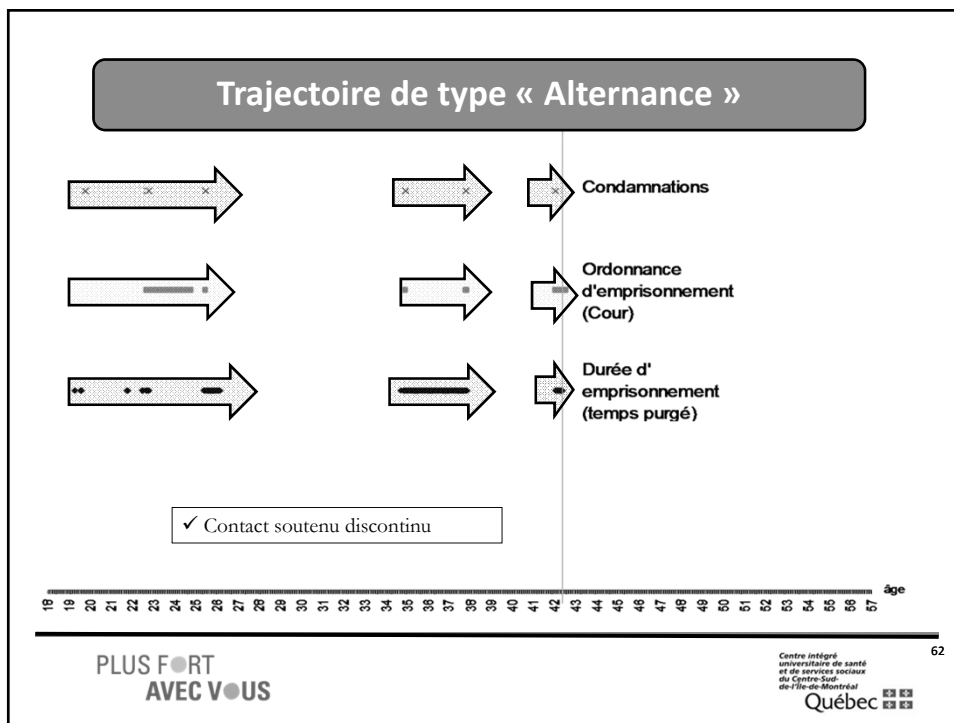 Trajectoire de type « Alternance »
Condamnations
Ordonnance
d'emprisonnement
(Cour)
Durée d'
emprisonnement
(temps purgé)
✓ Contact soutenu discontinu
âge
18 19 20 21 22 23 24 25 26 27 28 29 30 31 32 33 34 35 36 37 38 39 40 41 42 43 44 45 46 47 48 49 50 51 52 53 54 55 56 57
62
PLUS FORT
AVEC VOUS
Centre intégré
universitaire de santé
et de services sociaux
du Centre-Sud-
de-l'Île-de-Montréal
Québec